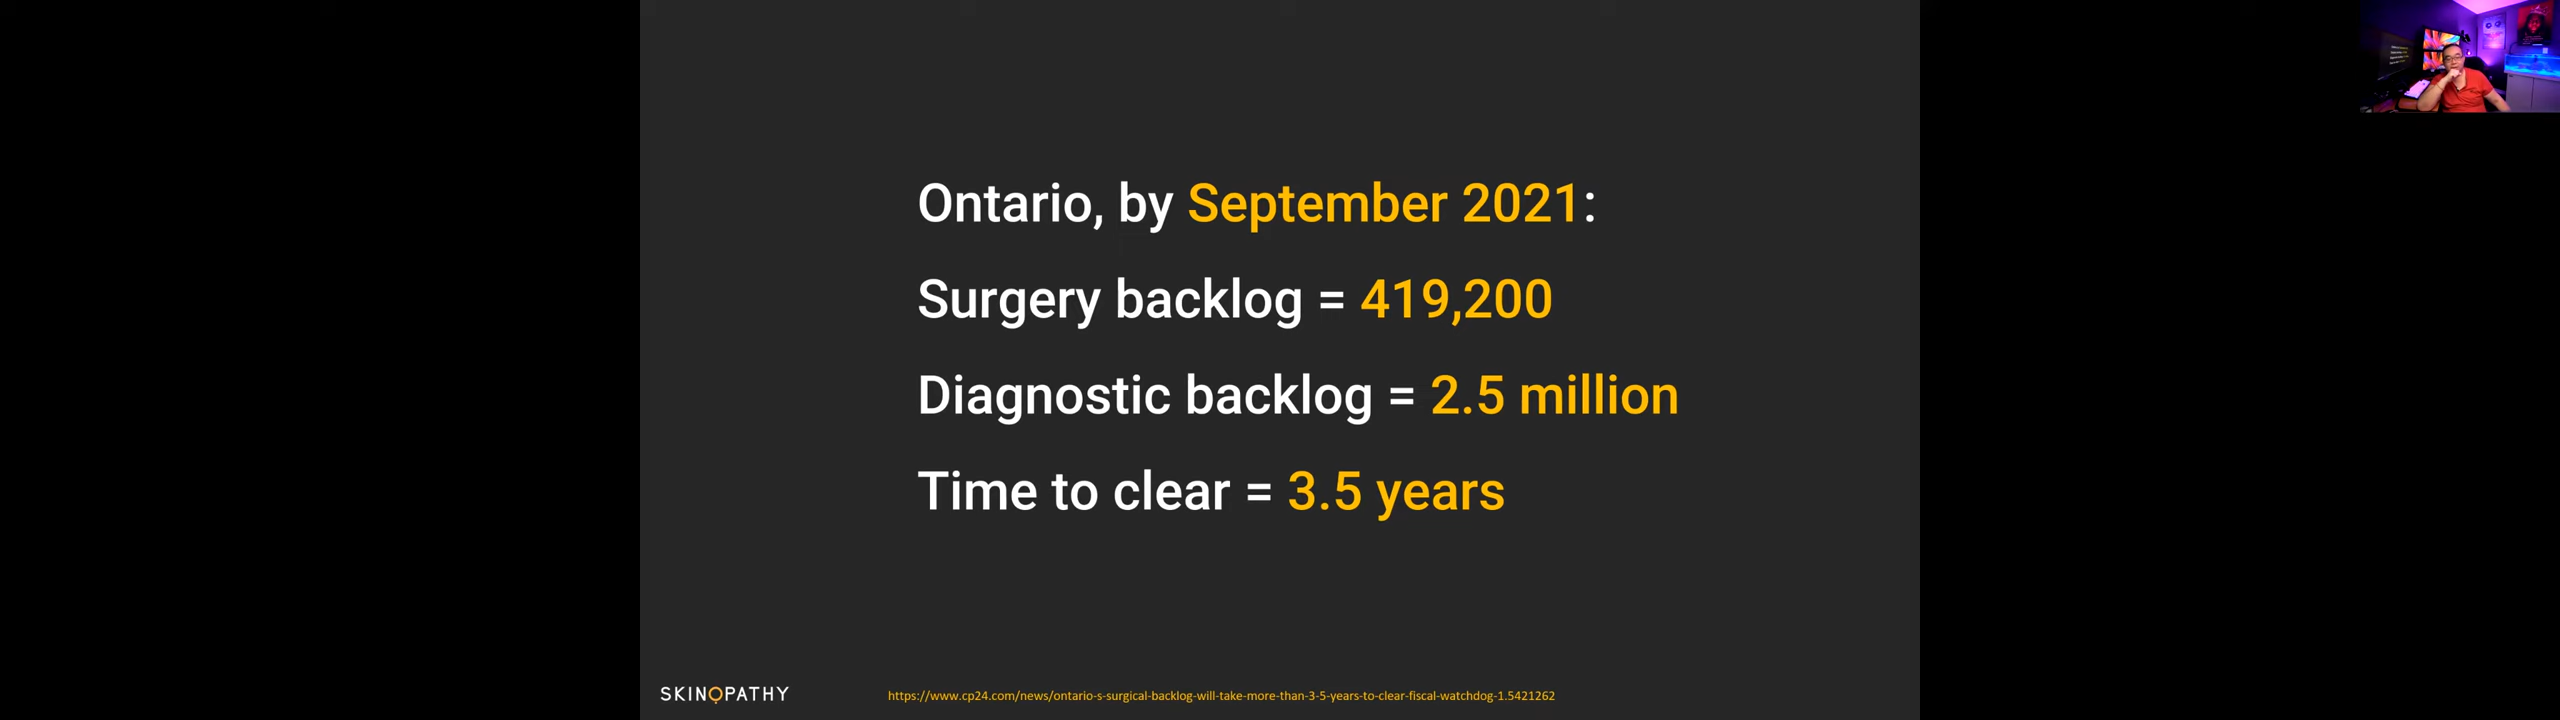 Ontario, by September 2021:
Surgery backlog = 419,200
Diagnostic backlog = 2.5 million
Time to clear = 3.5 years
SKINOPATHY
https://www.cp24.com/news/ontario-s-surgical-backlog-will-take-more-than-3-5-years-to-clear-fiscal-watchdog-1.5421262